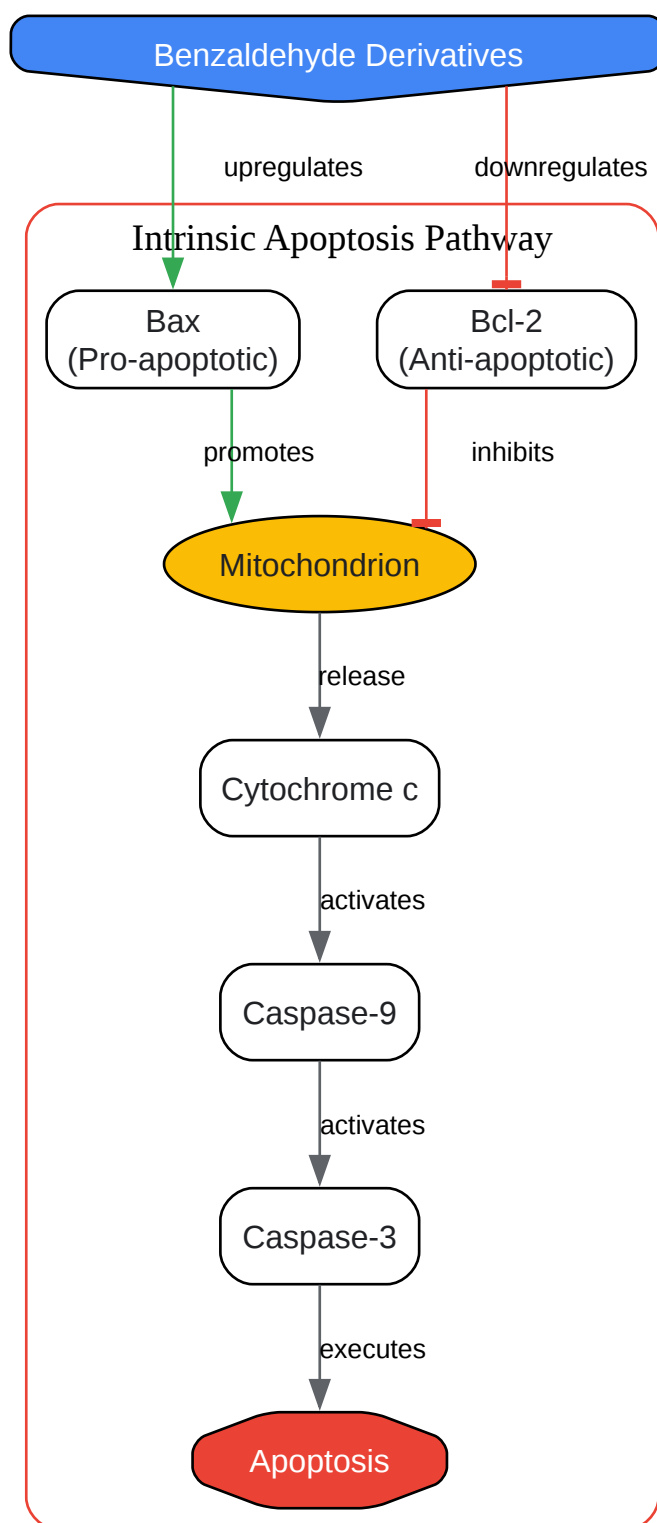 Benzaldehyde Derivatives
upregulates
downregulates
Intrinsic Apoptosis Pathway
Bax
(Pro-apoptotic)
Bcl-2
(Anti-apoptotic)
promotes
inhibits
Mitochondrion
release
Cytochrome c
activates
Caspase-9
activates
Caspase-3
executes
Apoptosis